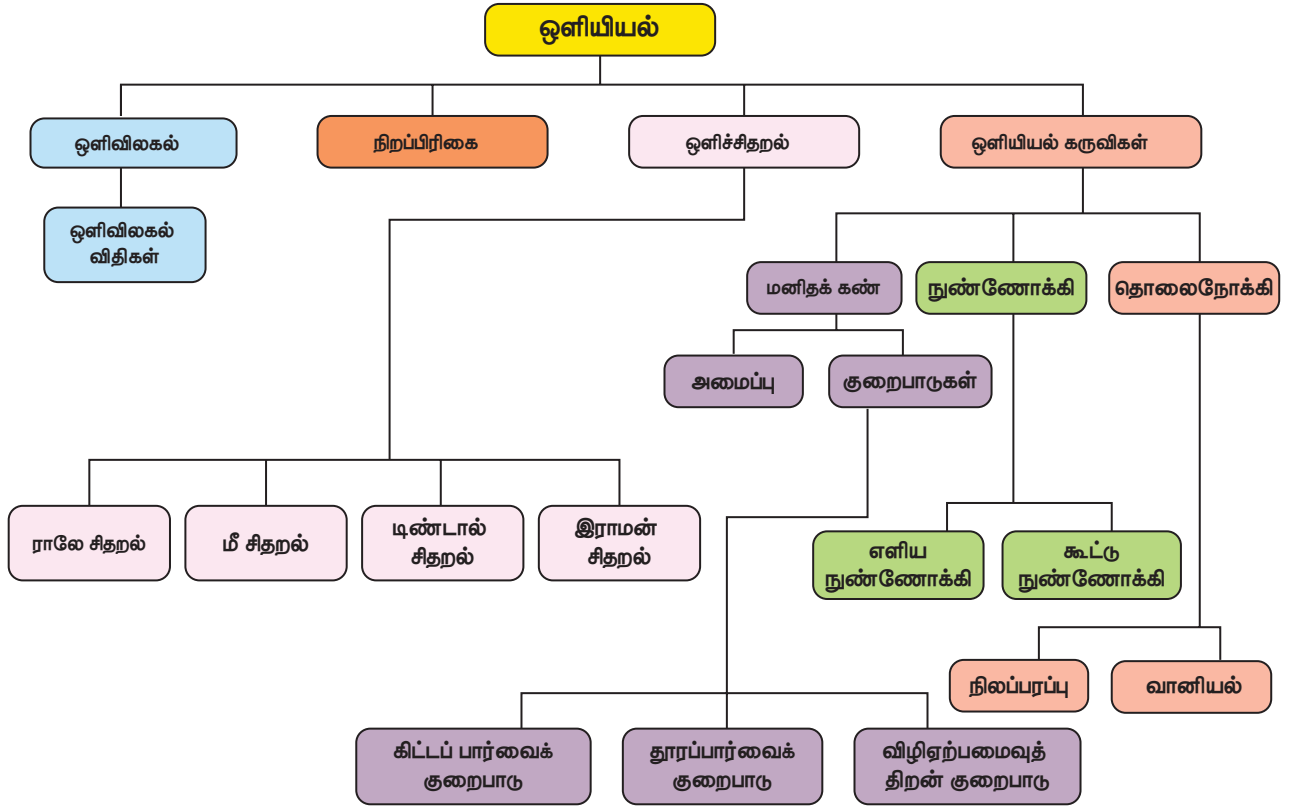 ஒளியியல்
ஒளிவிலகல்
நிறப்பிரிகை
ஒளிச்சிதறல்
ஒளியியல் கருவிகள்
ஒளிவிலகல்
விதிகள்
மனிதக் கண்
நுண்ணோக்கி
தொலைநோக்கி
அமைப்பு
குறைபாடுகள்
ராலே சிதறல்
மீ சிதறல்
டிண்டால்
சிதறல்
இராமன்
சிதறல்
எளிய
நுண்ணோக்கி
கூட்டு
நுண்ணோக்கி
நிலப்பரப்பு
வானியல்
கிட்டப் பார்வைக்
குறைபாடு
தூரப்பார்வைக்
குறைபாடு
விழிஏற்பமைவுத்
திறன் குறைபாடு